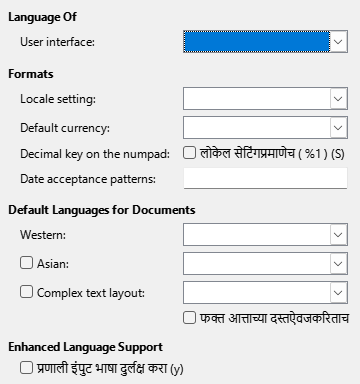 Language Of
User interface:
Formats
Locale setting:
Default currency:
Decimal key on the numpad: लोकेल सेटिंगप्रमाणेच ( %1 ) (S)
Date acceptance patterns:
Default Languages for Documents
Western:
Asian:
Complex text layout:
फक्त आत्ताच्या दस्तऐवजकरिताच
Enhanced Language Support
प्रणाली इंपुट भाषा दुर्लक्ष करा (y)